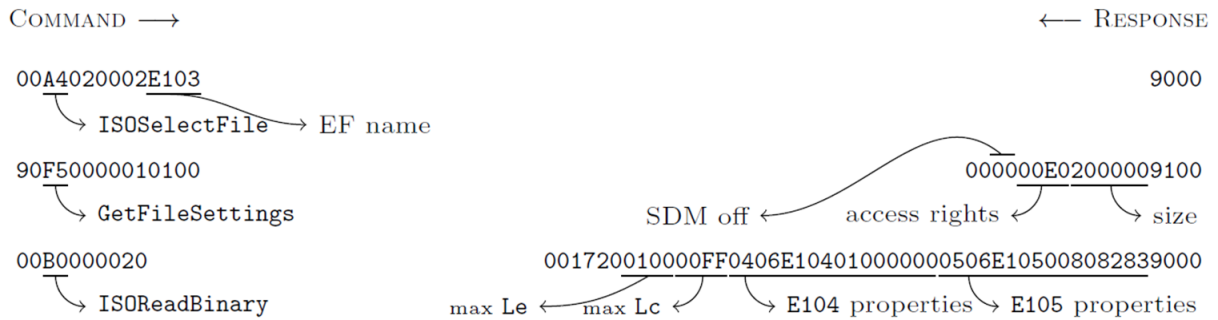 COMMAND ⟶
⟵ RESPONSE
00A4020002E103
9000
ISOSelectFile
EF name
90F50000010100
000000E02000009100
GetFileSettings
SDM off
access rights
size
00B0000020
001720010000FF0406E104010000000506E105008082839000
ISOReadBinary
max Le
max Lc
E104 properties
E105 properties